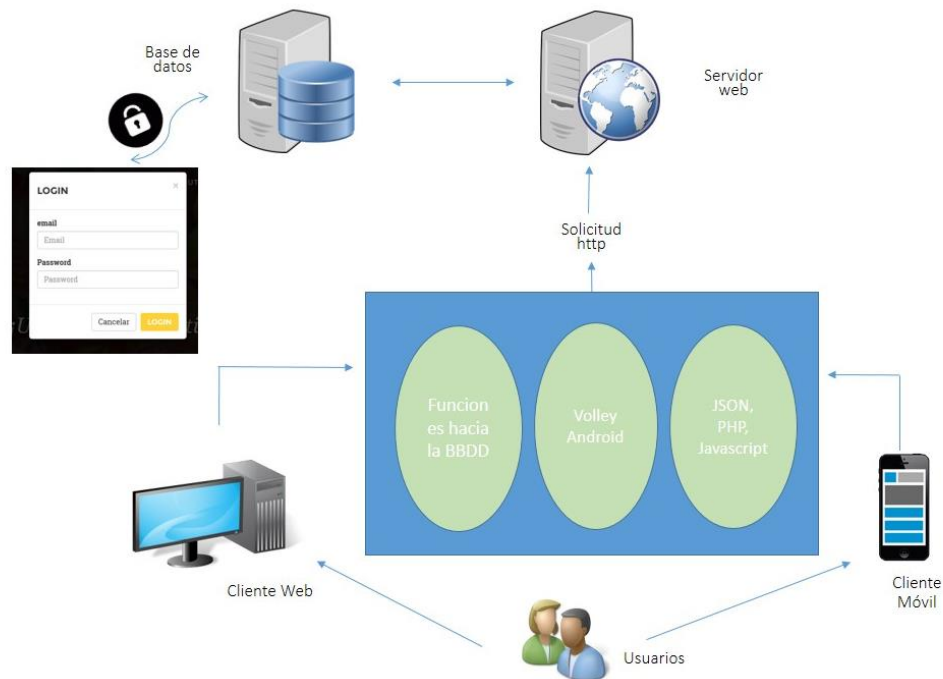 Base de
datos
Servidor
web
LOGIN
×
email
Email
Password
Password
Cancelar
LOGIN
Solicitud
http
Funcion
es hacia
la BBDD
Volley
Android
JSON,
PHP,
Javascript
Cliente Web
Cliente
Móvil
Usuarios